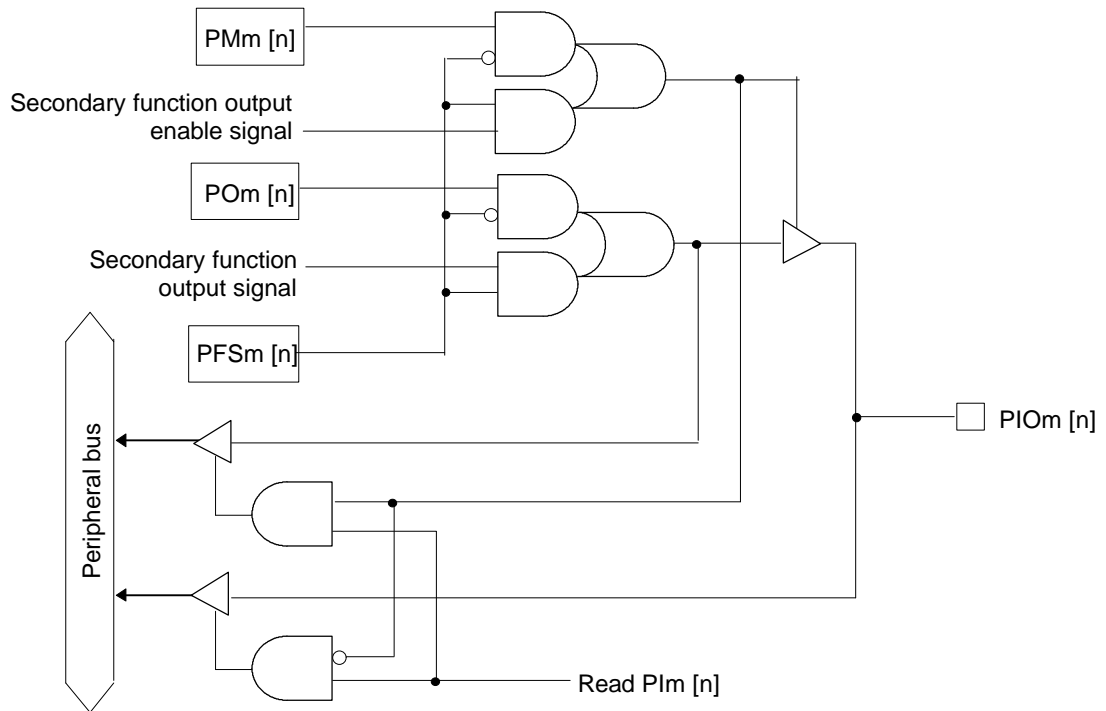 PMm [n]
Secondary function output
enable signal
POm [n]
Secondary function
output signal
PFSm [n]
PIOm [n]
Peripheral bus
Read PIm [n]